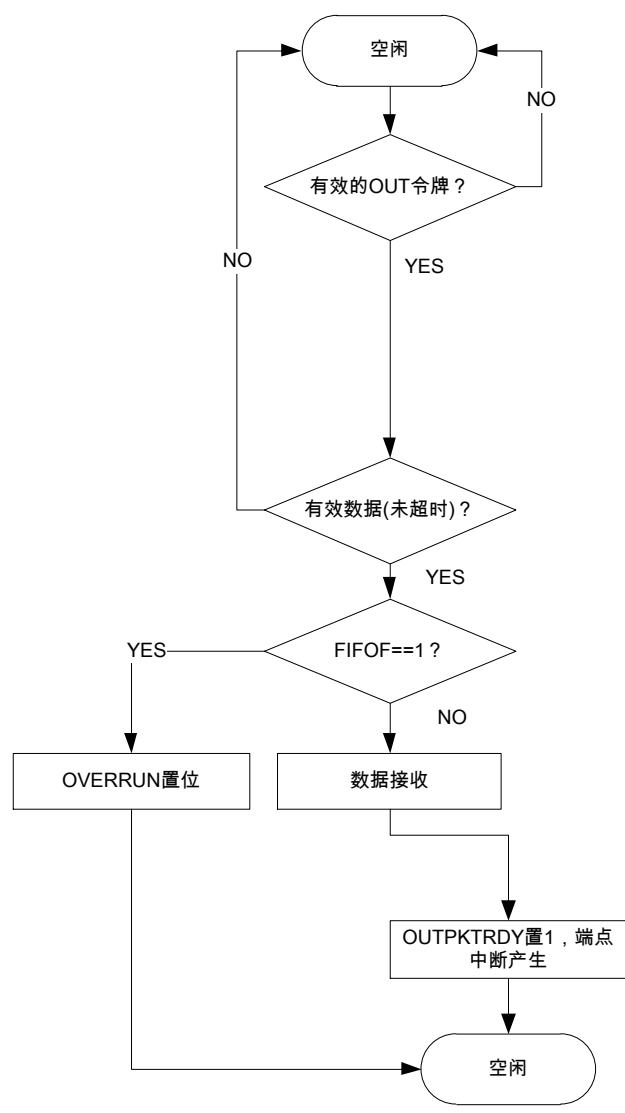 空闲
NO
有效的OUT令牌？
NO
YES
有效数据(未超时)？
YES
YES
FIFOF==1？
NO
OVERRUN置位
数据接收
OUTPKTRDY置1，端点
中断产生
空闲